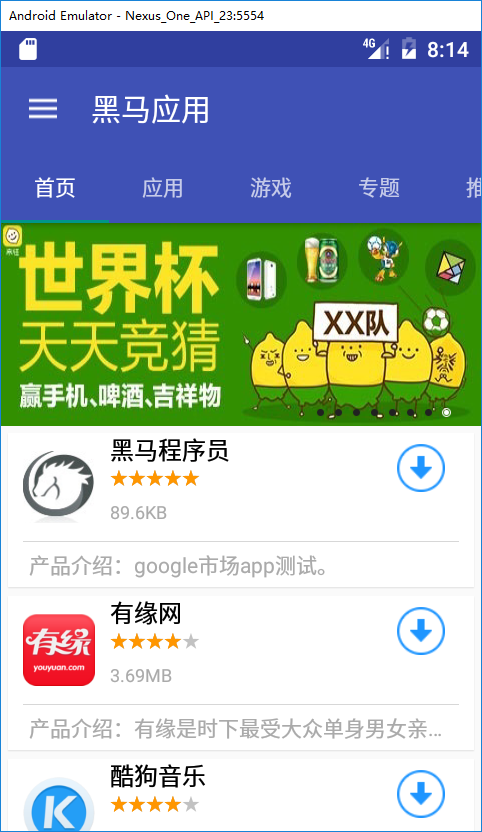 Android Emulator - Nexus_One_API_23:5554
4G 8:14
黑马应用
首页 应用 游戏 专题 推
世界杯
天天竞猜
赢手机、啤酒、吉祥物
XX队
黑马程序员
89.6KB
产品介绍：google市场app测试。
有缘网
有缘
youyuan.com
3.69MB
产品介绍：有缘是时下最受大众单身男女亲...
酷狗音乐
K